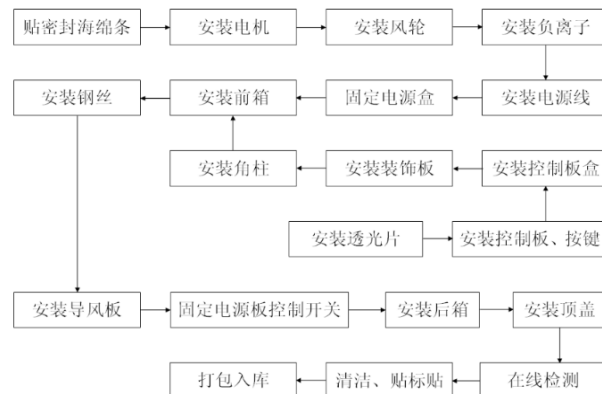 贴密封海绵条
安装电机
安装风轮
安装负离子
安装钢丝
安装前箱
固定电源盒
安装电源线
安装角柱
安装装饰板
安装控制板盒
安装透光片
安装控制板、按键
安装导风板
固定电源板控制开关
安装后箱
安装顶盖
打包入库
清洁、贴标贴
在线检测